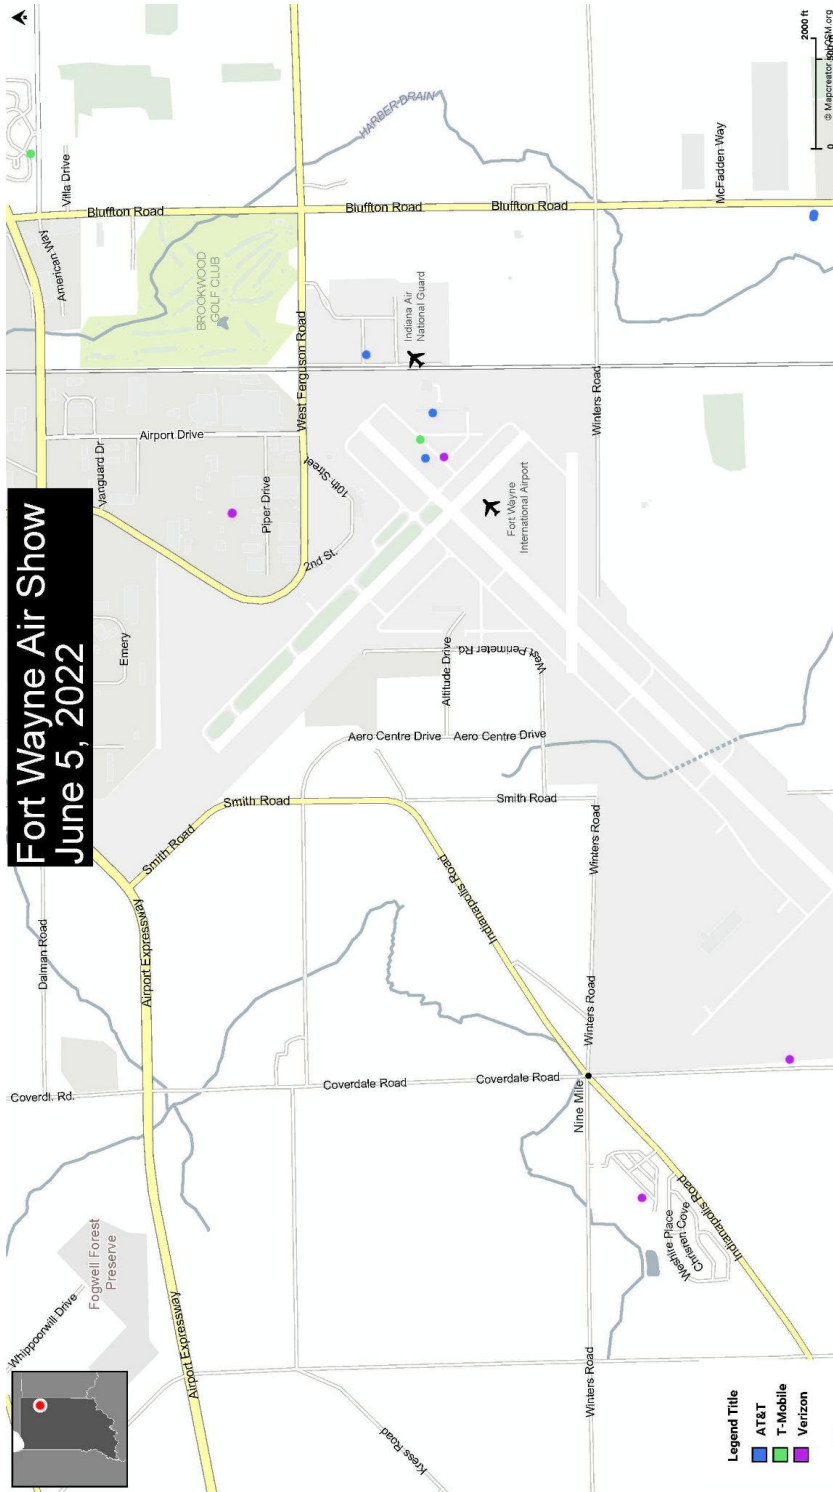 Fort Wayne Air Show
June 5, 2022
Villa Drive
American Way
Bluffton Road
Bluffton Road
Bluffton Road
HARBER DRAIN
McFadden Way
BROOKWOOD
GOLF CLUB
Indiana Air
National Guard
West Ferguson Road
Winters Road
Airport Drive
Vanguard Dr
Piper Drive
10th Street
2nd St.
Fort Wayne
International Airport
Emery
Altitude Drive
West Perimeter Rd.
Aero Centre Drive
Aero Centre Drive
Smith Road
Smith Road
Smith Road
Winters Road
Indianapolis Road
Dalman Road
Airport Expressway
Winters Road
Coverdl. Rd.
Coverdale Road
Coverdale Road
Nine Mile
Fogwell Forest
Preserve
Whippoorwill Drive
Airport Expressway
Weshire Place
Chrisren Cove
Indianapolis Road
Winters Road
Kress Road
Legend Title
AT&T
T-Mobile
Verizon
2000 ft
0
© Mapcreator
OSM.org